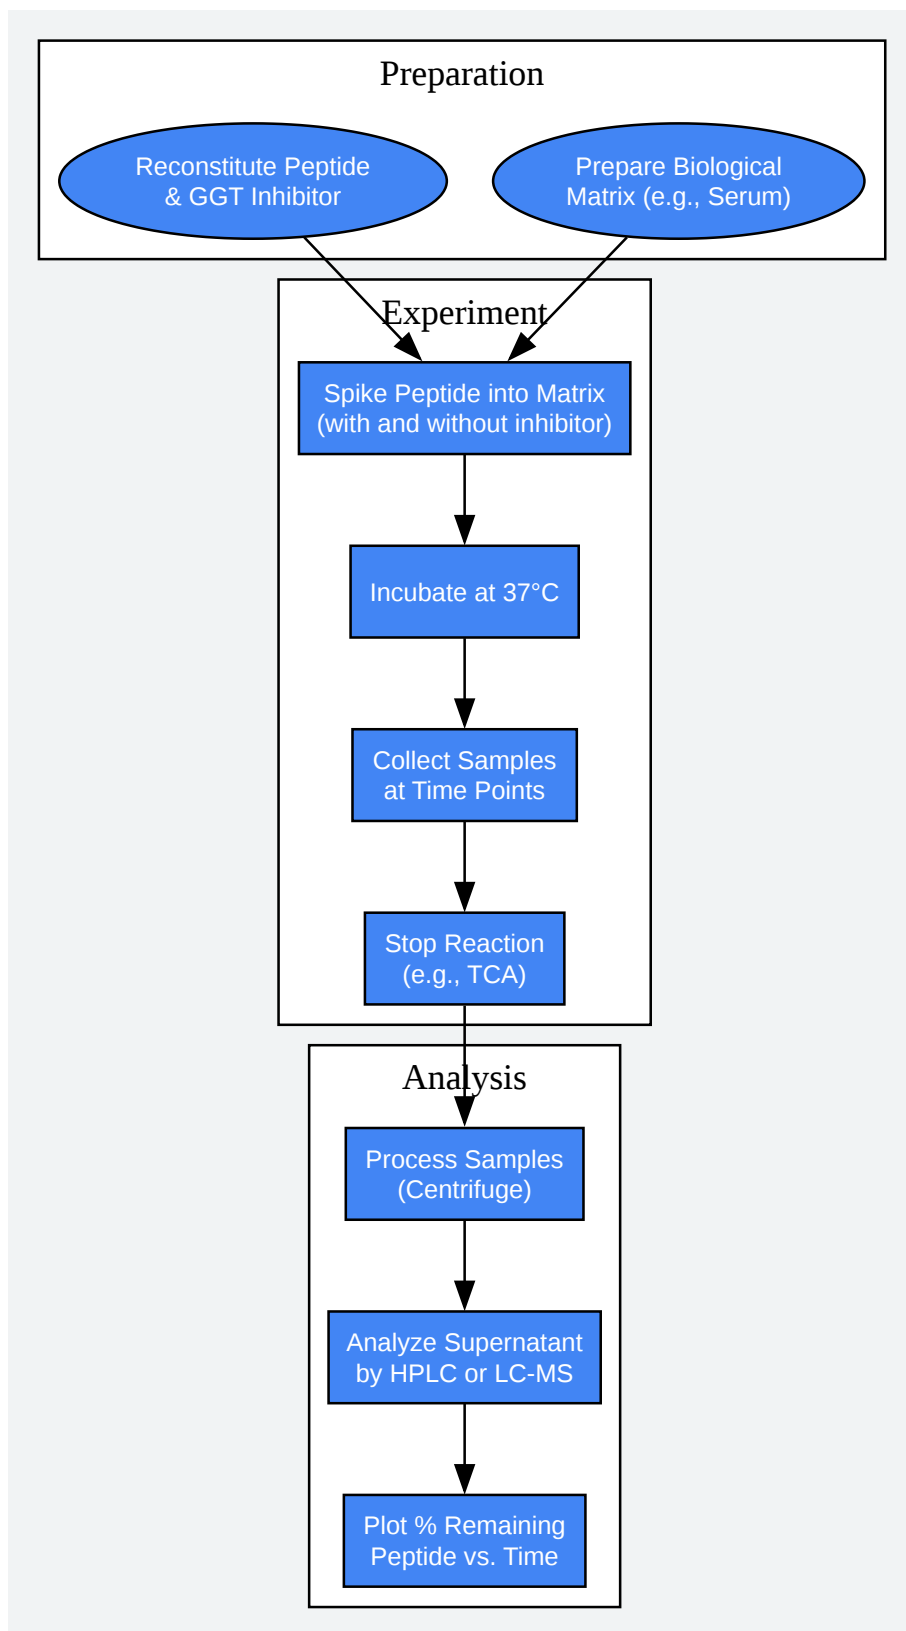 Preparation
Reconstitute Peptide
& GGT Inhibitor
Prepare Biological
Matrix (e.g., Serum)
Experiment
Spike Peptide into Matrix
(with and without inhibitor)
Incubate at 37°C
Collect Samples
at Time Points
Stop Reaction
(e.g., TCA)
Analysis
Process Samples
(Centrifuge)
Analyze Supernatant
by HPLC or LC-MS
Plot % Remaining
Peptide vs. Time